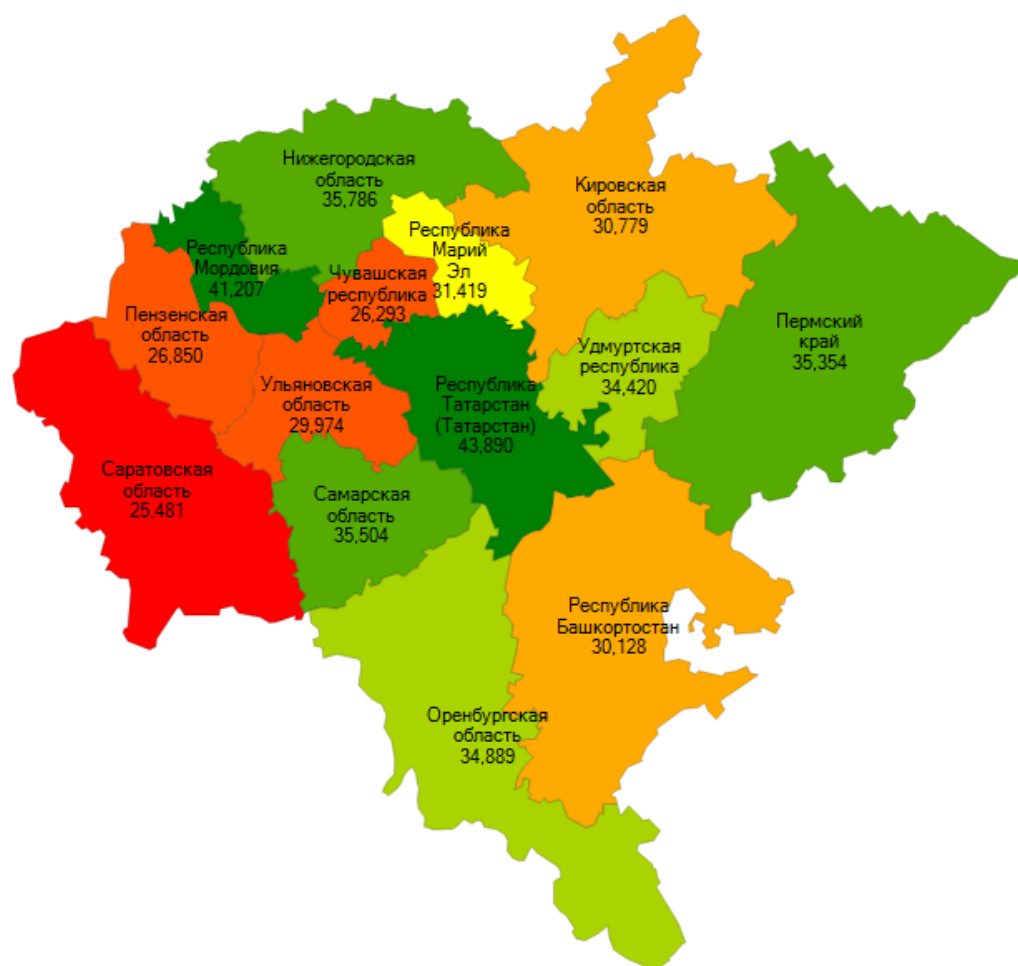 Нижегородская
область
35,786
Кировская
область
30,779
Республика
Марий
Эл
31,419
Республика
Мордовия
41,207
Чувашская
республика
26,293
Пензенская
область
26,850
Пермский
край
35,354
Удмуртская
республика
34,420
Ульяновская
область
29,974
Республика
Татарстан
(Татарстан)
43,890
Саратовская
область
25,481
Самарская
область
35,504
Республика
Башкортостан
30,128
Оренбургская
область
34,889